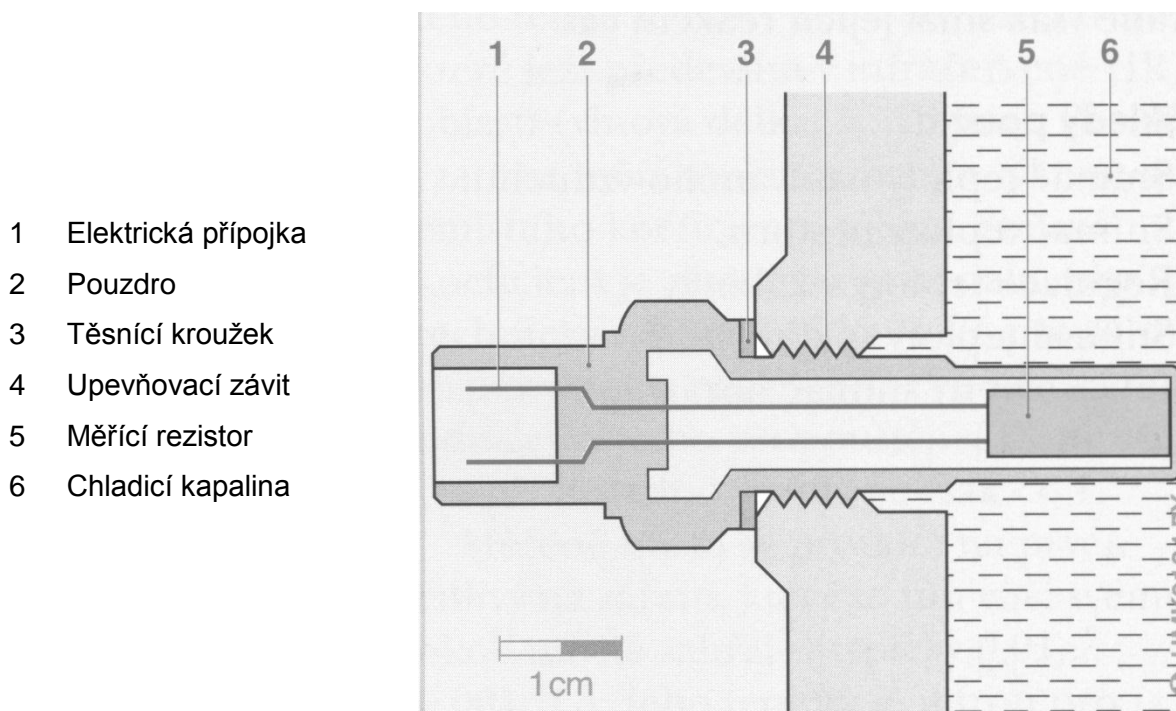 1 Elektrická přípojka
2 Pouzdro
3 Těsnící kroužek
4 Upevňovací závit
5 Měřící rezistor
6 Chladicí kapalina
1 2 3 4 5 6
1cm